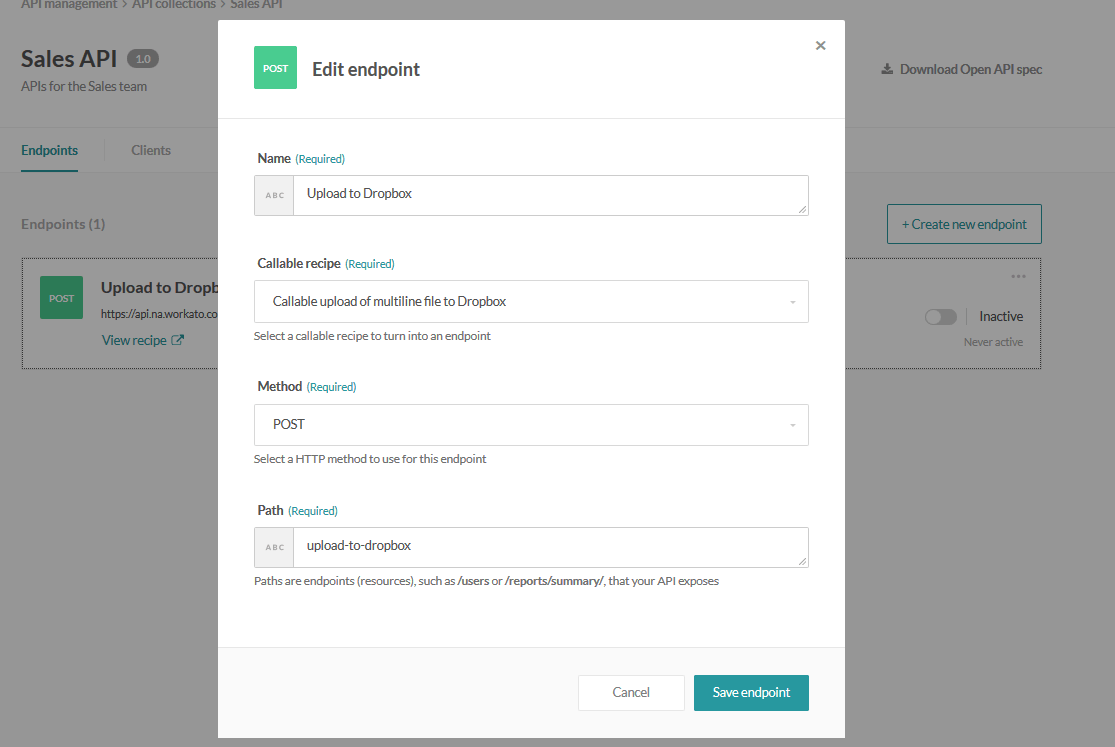 API management > API collections > Sales API
Sales API 1.0
APIs for the Sales team
Download Open API spec
Endpoints
Clients
Endpoints (1)
+ Create new endpoint
POST
Upload to Dropb
https://api.na.workato.co
View recipe
Inactive
Never active
×
POST
Edit endpoint
Name (Required)
ABC
Upload to Dropbox
Callable recipe (Required)
Callable upload of multiline file to Dropbox
Select a callable recipe to turn into an endpoint
Method (Required)
POST
Select a HTTP method to use for this endpoint
Path (Required)
ABC
upload-to-dropbox
Paths are endpoints (resources), such as /users or /reports/summary/, that your API exposes
Cancel
Save endpoint